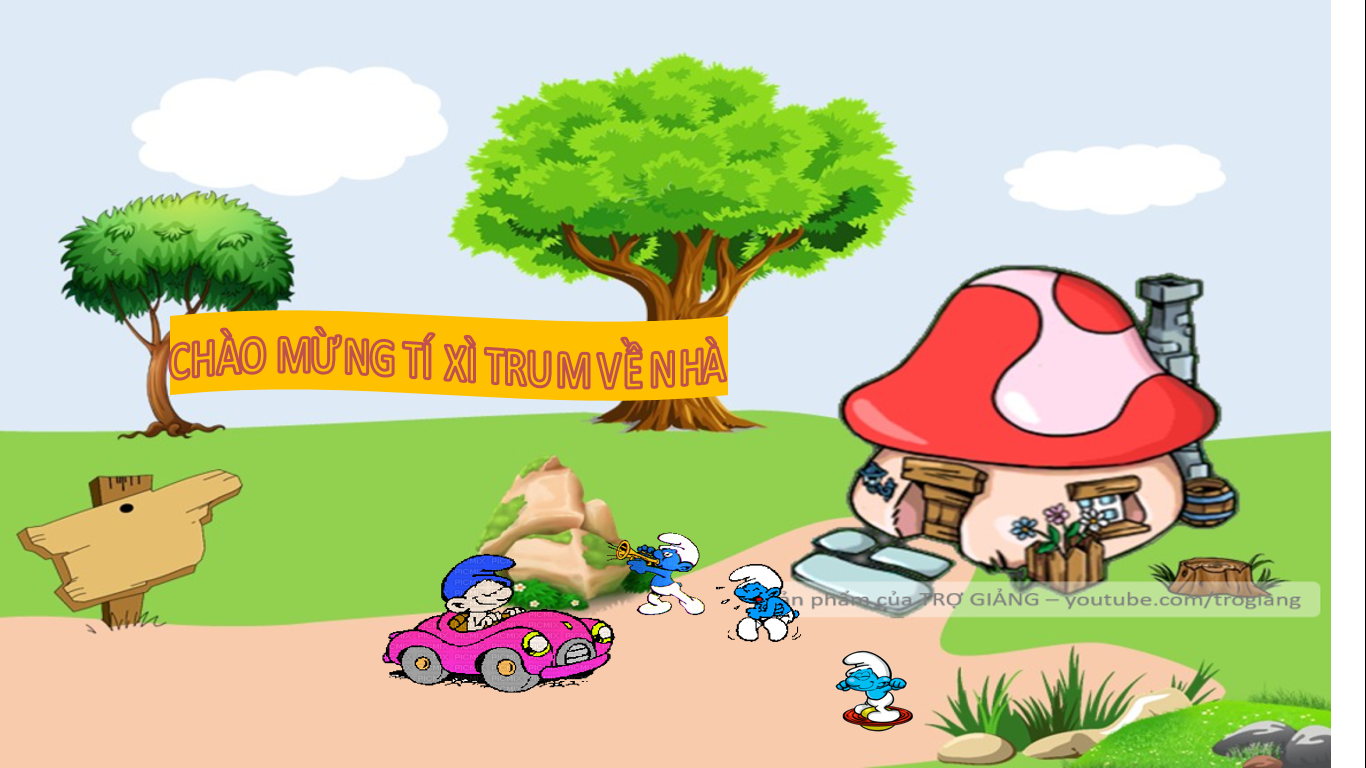 CHÀO MỪNG TÍ XÌ TRUM VỀ NHÀ
phẩm của TRỢ GIẢNG – youtube.com/trogiang